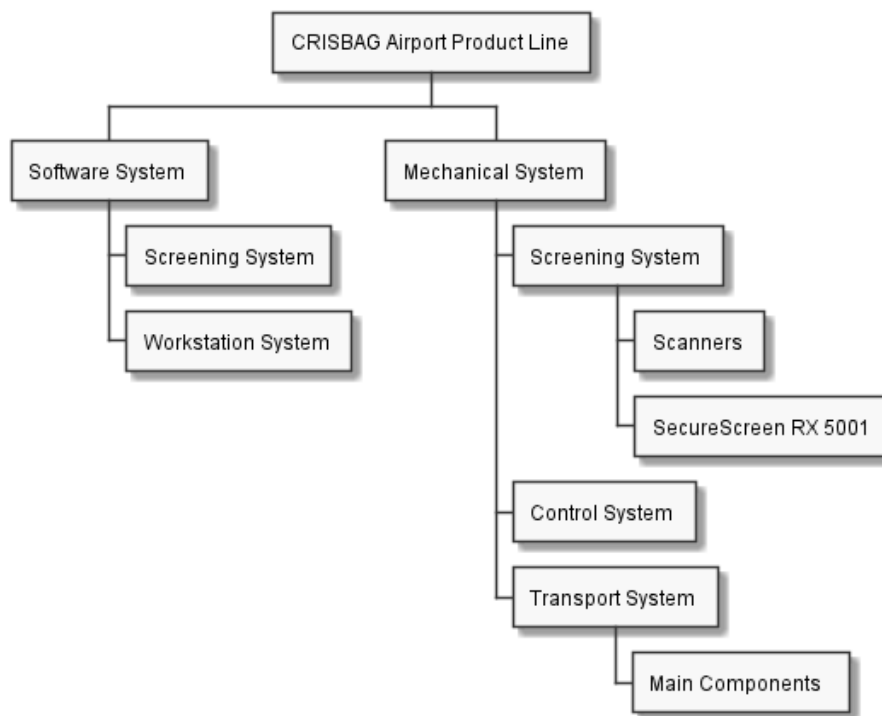 CRISBAG Airport Product Line
Software System
Mechanical System
Screening System
Workstation System
Screening System
Scanners
SecureScreen RX 5001
Control System
Transport System
Main Components